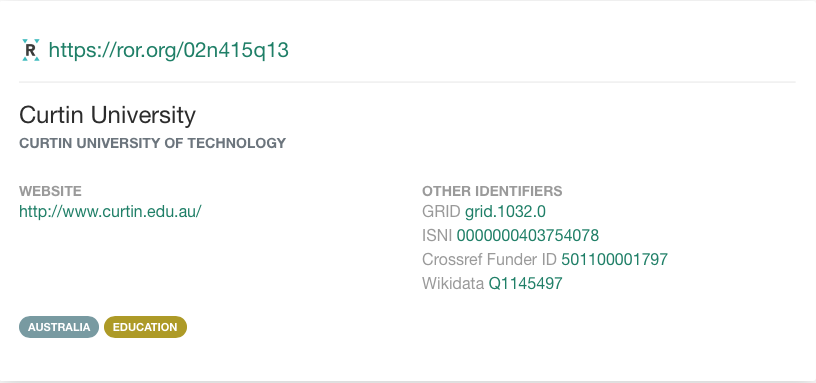 R https://ror.org/02n415q13
Curtin University
CURTIN UNIVERSITY OF TECHNOLOGY
WEBSITE
http://www.curtin.edu.au/
OTHER IDENTIFIERS
GRID grid.1032.0
ISNI 0000000403754078
Crossref Funder ID 501100001797
Wikidata Q1145497
AUSTRALIA EDUCATION